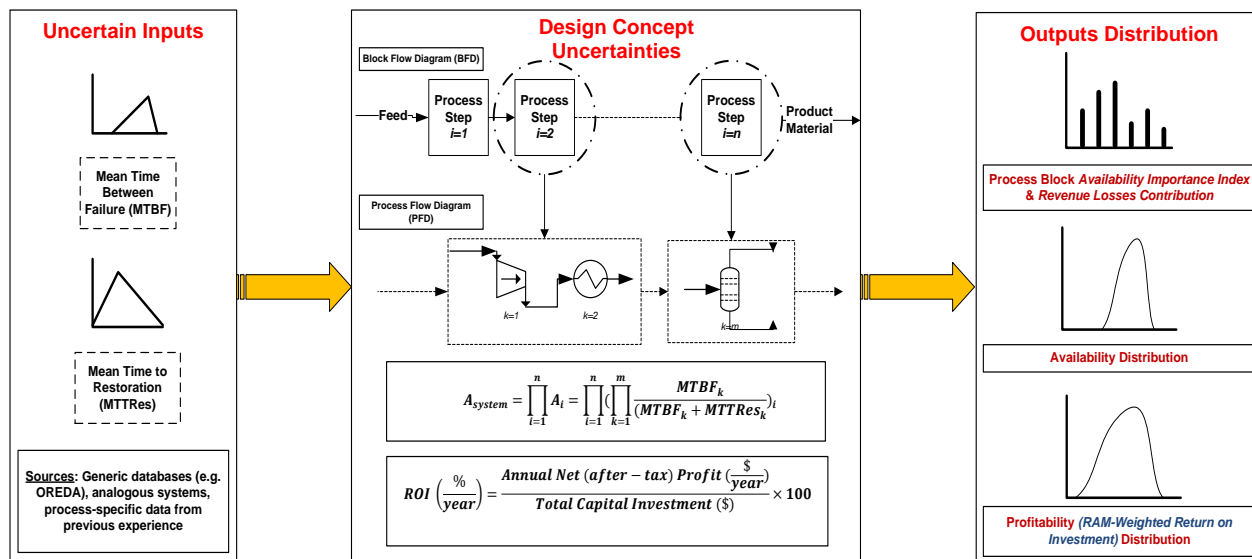 Uncertain Inputs
Mean Time
Between
Failure (MTBF)
Mean Time to
Restoration
(MTTRes)
Sources: Generic databases (e.g.
OREDA), analogous systems,
process-specific data from
previous experience
Design Concept
Uncertainties
Block Flow Diagram (BFD)
Feed
Process
Step
i=1
Process
Step
i=2
Process
Step
i=n
Product
Material
Process Flow Diagram
(PFD)
k=1
k=2
k=m
A_system = ∏_{i=1}^{n} A_i = ∏_{i=1}^{n} (∏_{k=1}^{m} MTBF_k / (MTBF_k + MTTRes_k))_i
ROI (%/year) = Annual Net (after − tax) Profit ($/year) / Total Capital Investment ($) × 100
Outputs Distribution
Process Block Availability Importance Index
& Revenue Losses Contribution
Availability Distribution
Profitability (RAM-Weighted Return on
Investment) Distribution